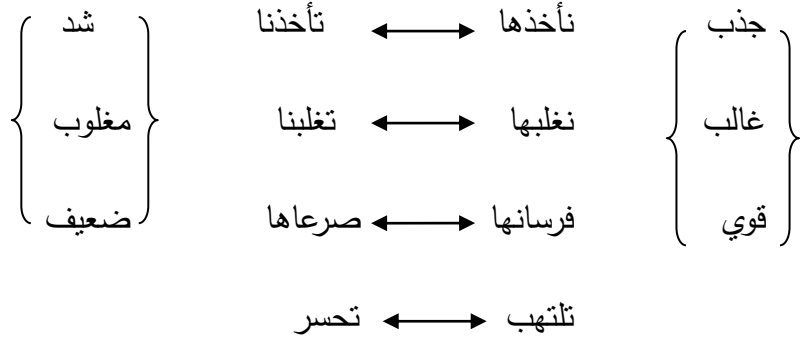 جذب نأخذها تأخذنا شد
غالب نغلبها تغلبنا مغلوب
قوي فرسانها صرعاها ضعيف
تلتهب تحسر